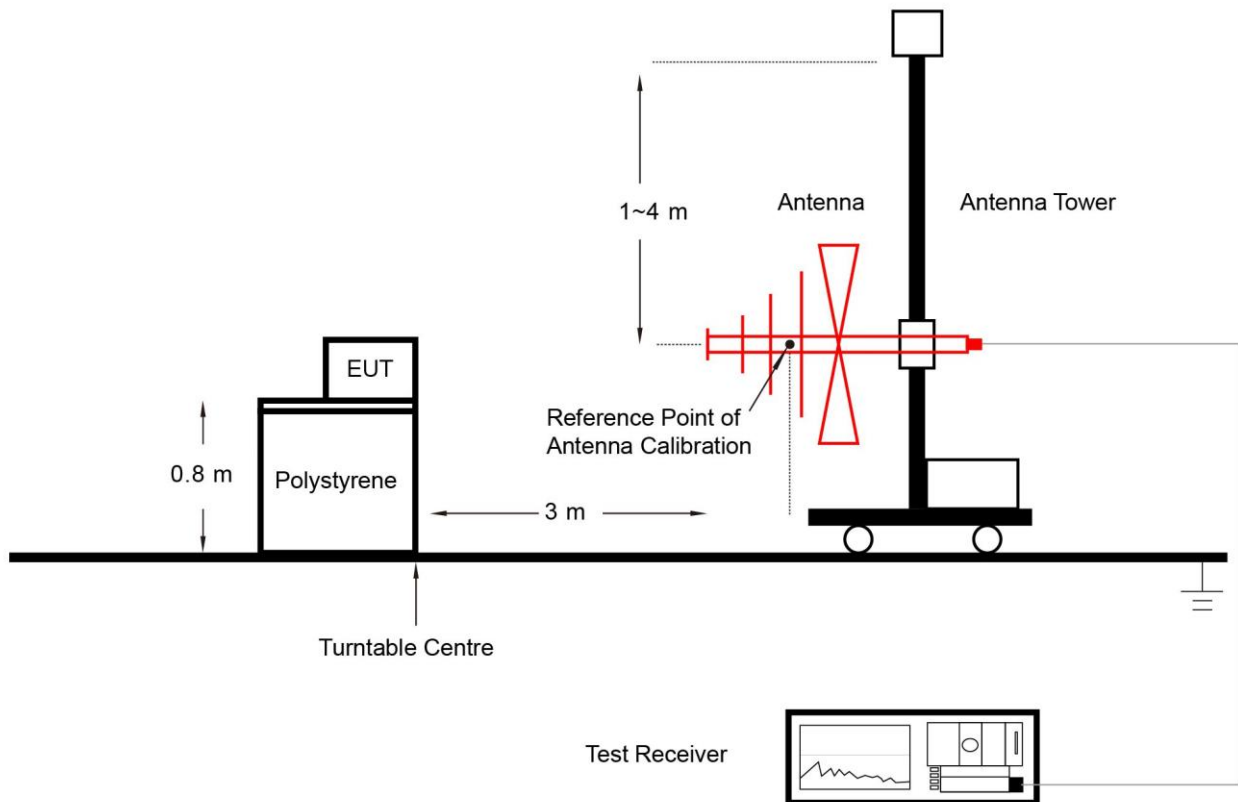 1~4 m
Antenna
Antenna Tower
EUT
Reference Point of
Antenna Calibration
0.8 m
Polystyrene
3 m
Turntable Centre
Test Receiver